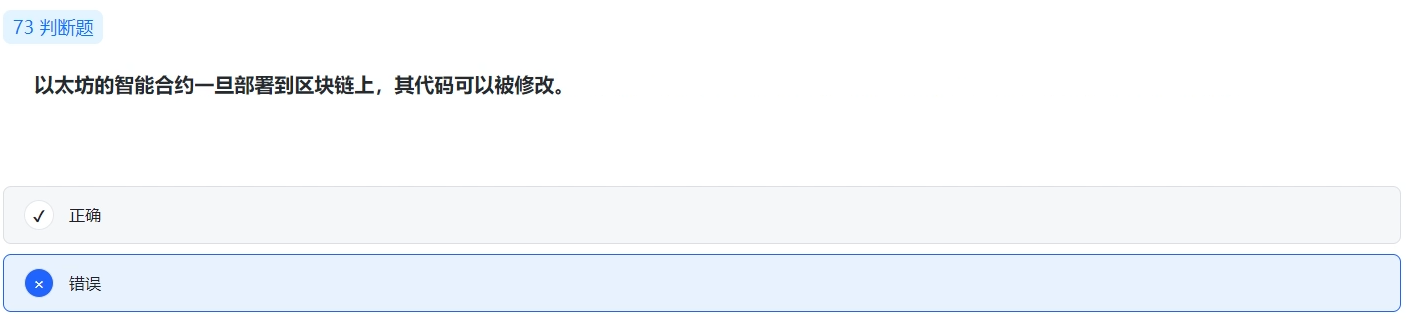 73 判断题
以太坊的智能合约一旦部署到区块链上，其代码可以被修改。
✓ 正确
× 错误